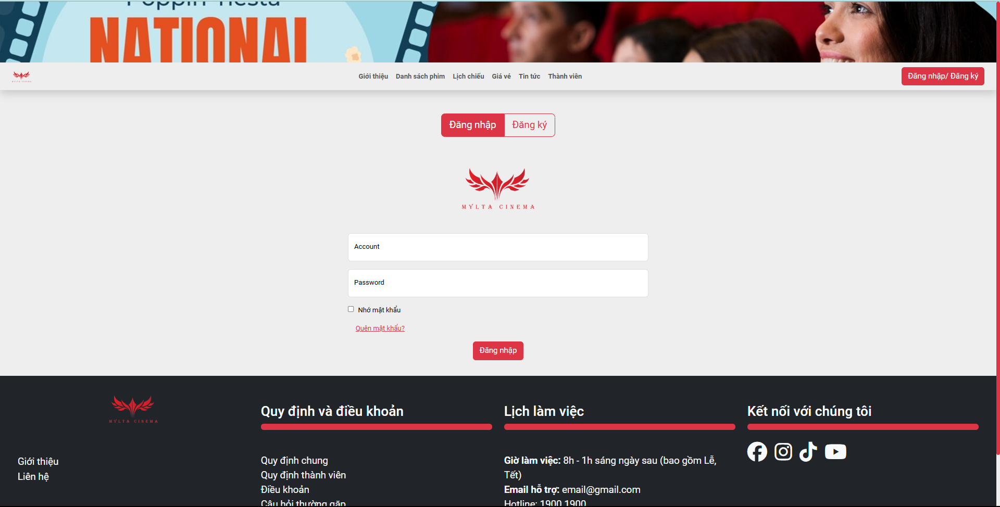 Poppin' Fiesta
NATIONAL
MYLTA CINEMA
Giới thiệu Danh sách phim Lịch chiếu Giá vé Tin tức Thành viên
Đăng nhập/ Đăng ký
Đăng nhập Đăng ký
MYLTA CINEMA
Account
Password
Nhớ mật khẩu
Quên mật khẩu?
Đăng nhập
MYLTA CINEMA
Giới thiệu
Liên hệ
Quy định và điều khoản
Quy định chung
Quy định thành viên
Điều khoản
Câu hỏi thường gặp
Lịch làm việc
Giờ làm việc: 8h - 1h sáng ngày sau (bao gồm Lễ,
Tết)
Email hỗ trợ: email@gmail.com
Hotline: 1900 1900
Kết nối với chúng tôi